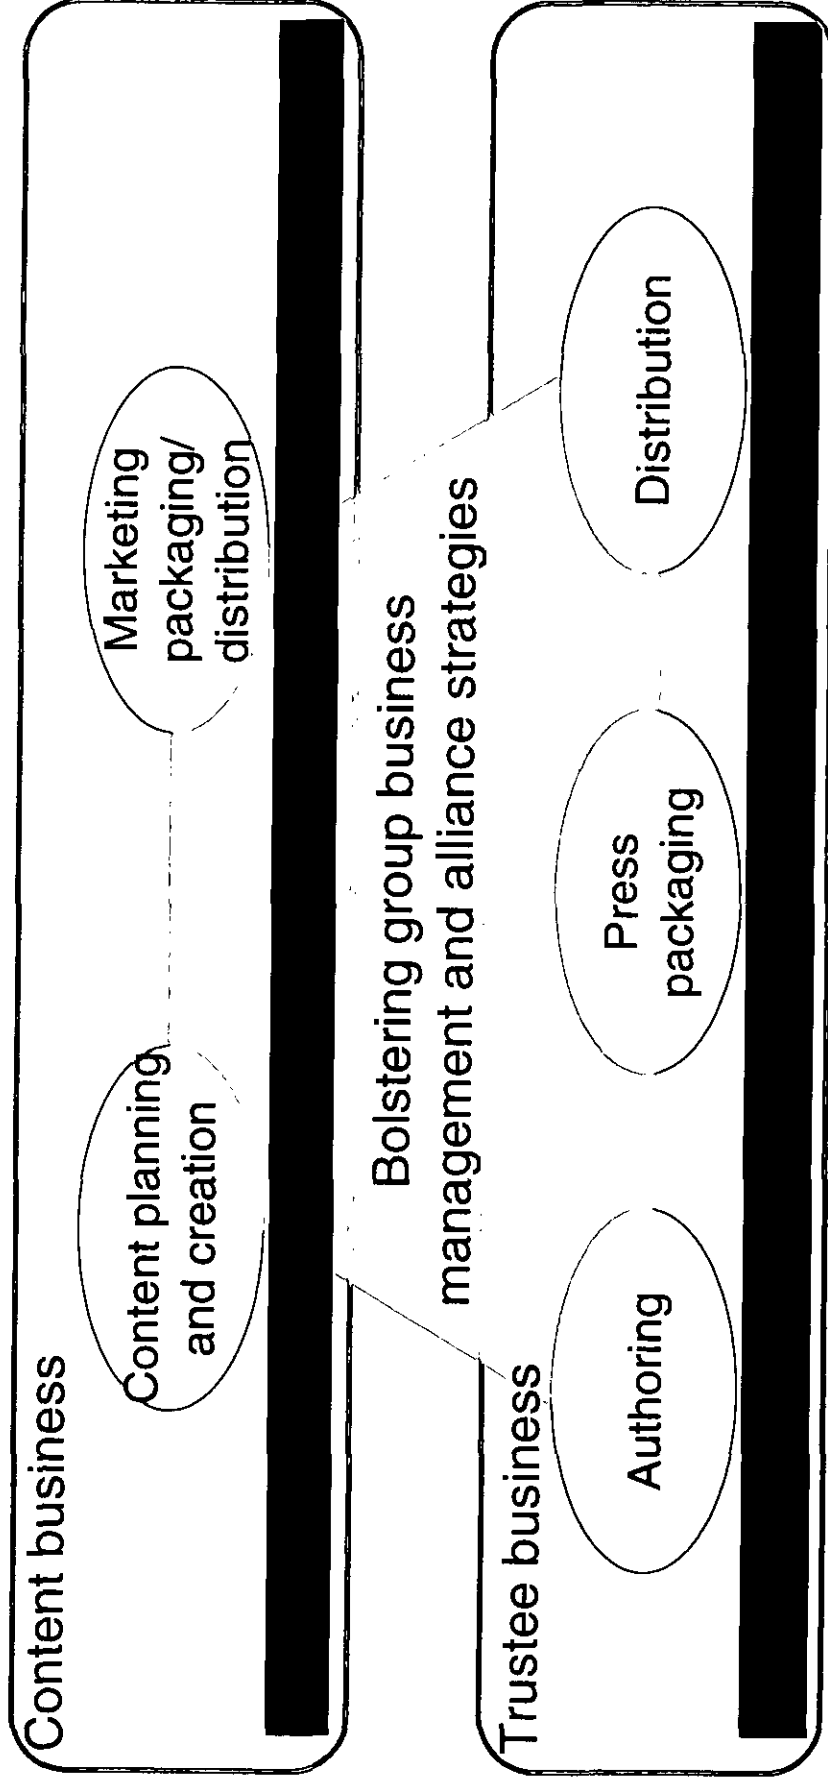 Content business
Content planning
and creation
Marketing
packaging/
distribution
Bolstering group business
management and alliance strategies
Trustee business
Authoring
Press
packaging
Distribution